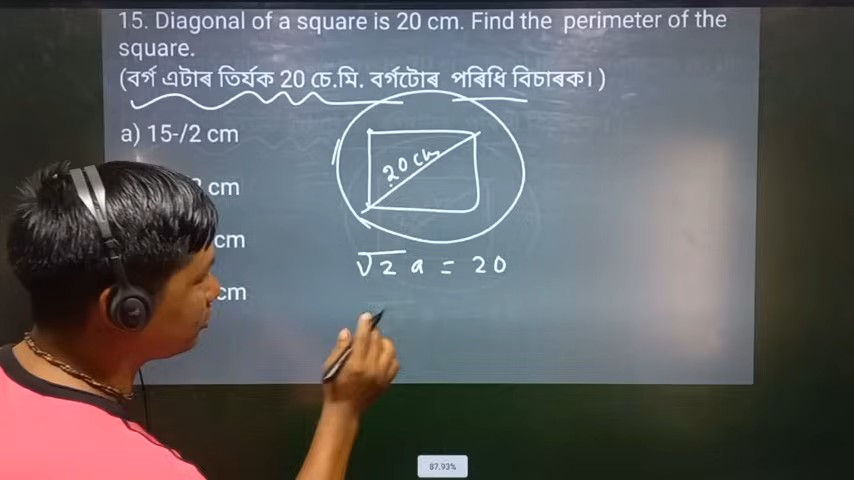 15. Diagonal of a square is 20 cm. Find the perimeter of the
square.
(বৰ্গ এটাৰ তিৰ্যক 20 চে.মি. বৰ্গটোৰ পৰিধি বিচাৰক।)
a) 15-/2 cm
20 cm
cm
cm
cm
√2 a = 20
87.93%